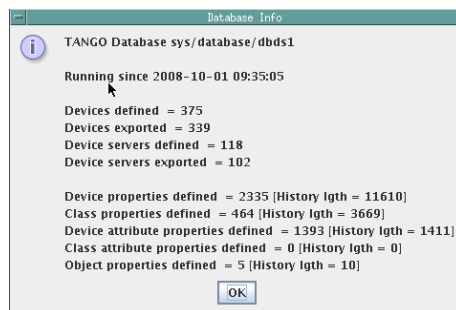 Database Info
TANGO Database sys/database/dbds1
Running since 2008-10-01 09:35:05
Devices defined = 375
Devices exported = 339
Device servers defined = 118
Device servers exported = 102
Device properties defined = 2335 [History lgth = 11610]
Class properties defined = 464 [History lgth = 3669]
Device attribute properties defined = 1393 [History lgth = 1411]
Class attribute properties defined = 0 [History lgth = 0]
Object properties defined = 5 [History lgth = 10]
OK